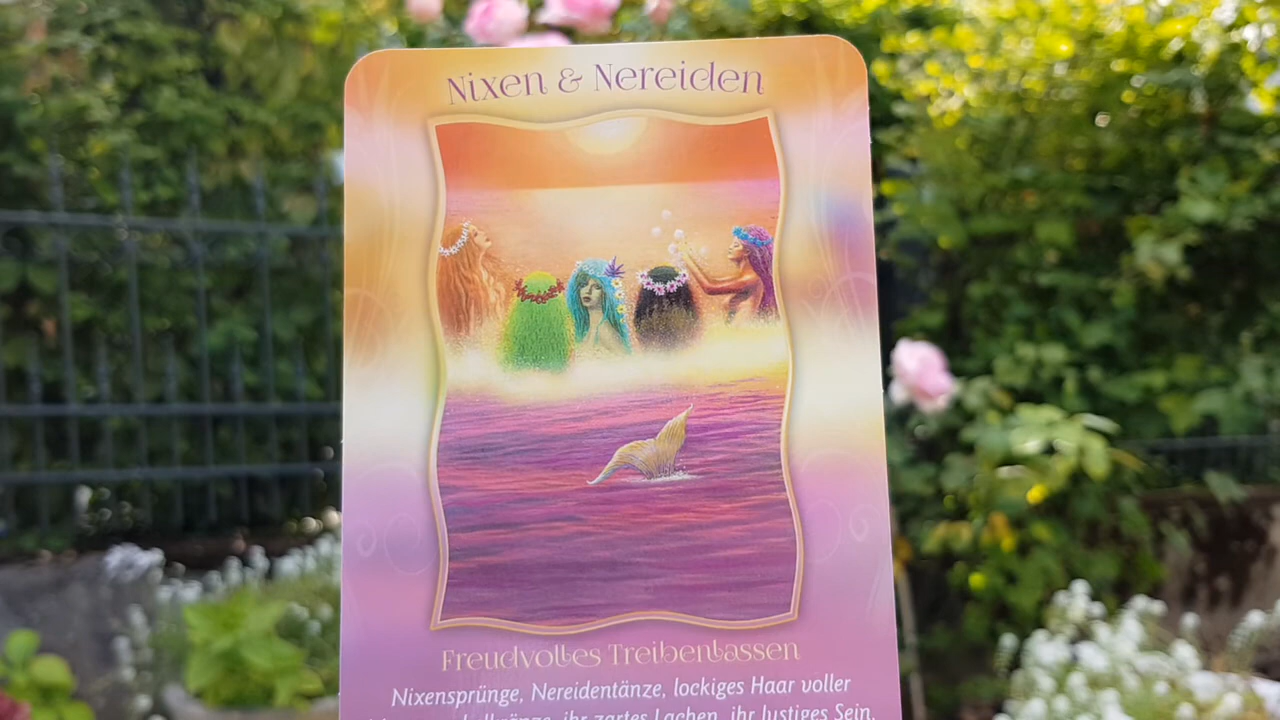 Nixen & Nereiden
Freudvolles Treibenlassen
Nixensprünge, Nereidentänze, lockiges Haar voller
ihr zartes Lachen, ihr lustiges Sein,